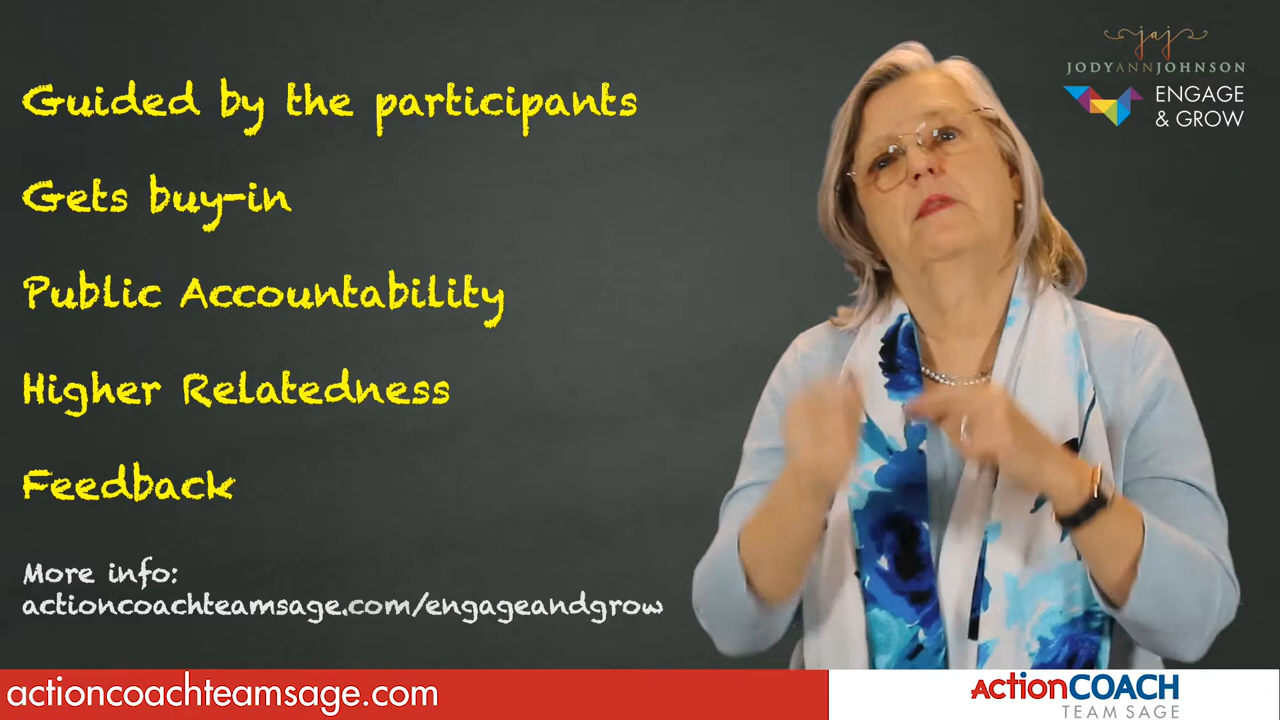 Guided by the participants
Gets buy-in
Public Accountability
Higher Relatedness
Feedback
More info:
actioncoachteamsage.com/engageandgrow
jaj
JODYANNJOHNSON
ENGAGE
& GROW
actioncoachteamsage.com
ActionCOACH
TEAM SAGE